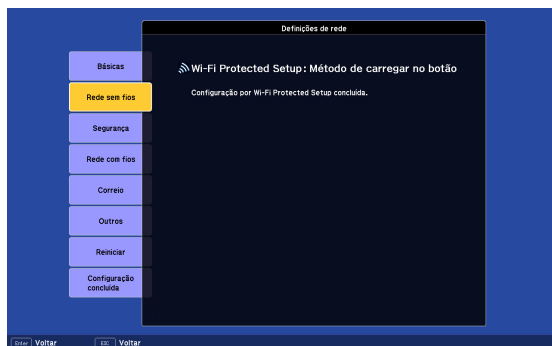 Definições de rede
Básicas
Rede sem fios
Segurança
Rede com fios
Correio
Outros
Reiniciar
Configuração
concluída
Wi-Fi Protected Setup: Método de carregar no botão
Configuração por Wi-Fi Protected Setup concluída.
Enter Voltar ESC Voltar